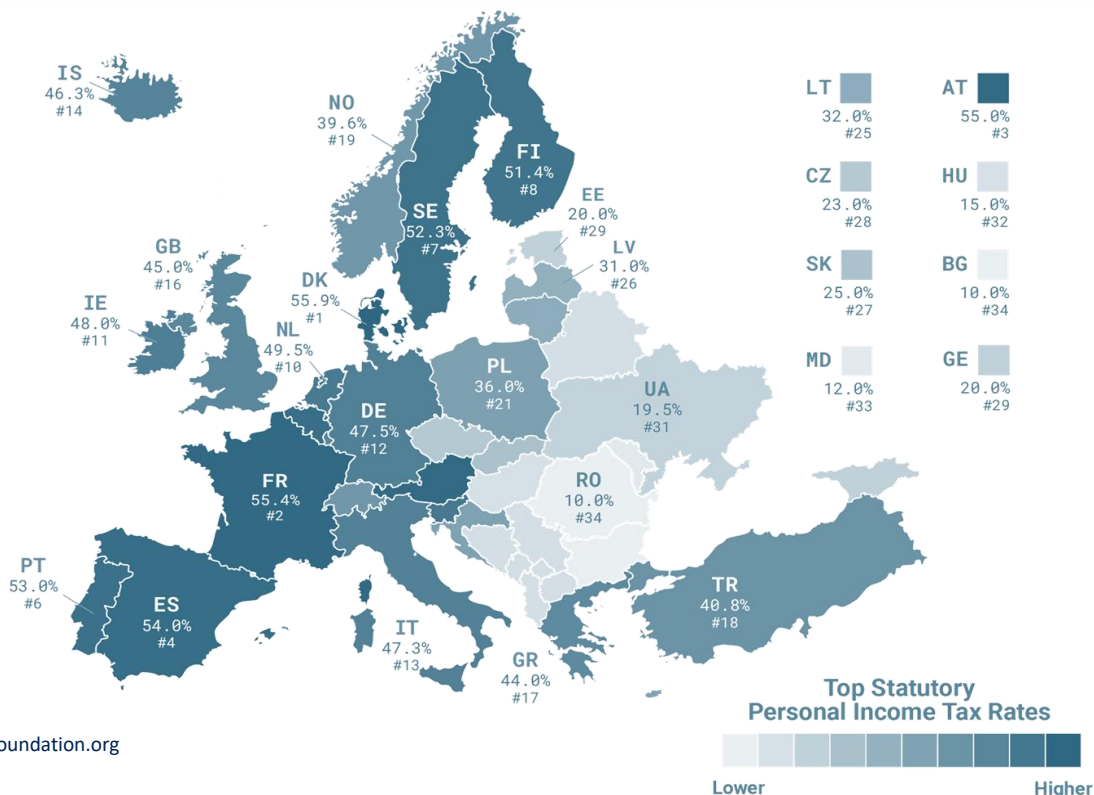 IS
46.3%
#14
NO
39.6%
#19
FI
51.4%
#8
SE
52.3%
#7
EE
20.0%
#29
LV
31.0%
#26
GB
45.0%
#16
DK
55.9%
#1
IE
48.0%
#11
NL
49.5%
#10
PL
36.0%
#21
DE
47.5%
#12
UA
19.5%
#31
FR
55.4%
#2
RO
10.0%
#34
PT
53.0%
#6
ES
54.0%
#4
IT
47.3%
#13
GR
44.0%
#17
TR
40.8%
#18
LT
32.0%
#25
AT
55.0%
#3
CZ
23.0%
#28
HU
15.0%
#32
SK
25.0%
#27
BG
10.0%
#34
MD
12.0%
#33
GE
20.0%
#29
Top Statutory
Personal Income Tax Rates
Lower
Higher
oundation.org